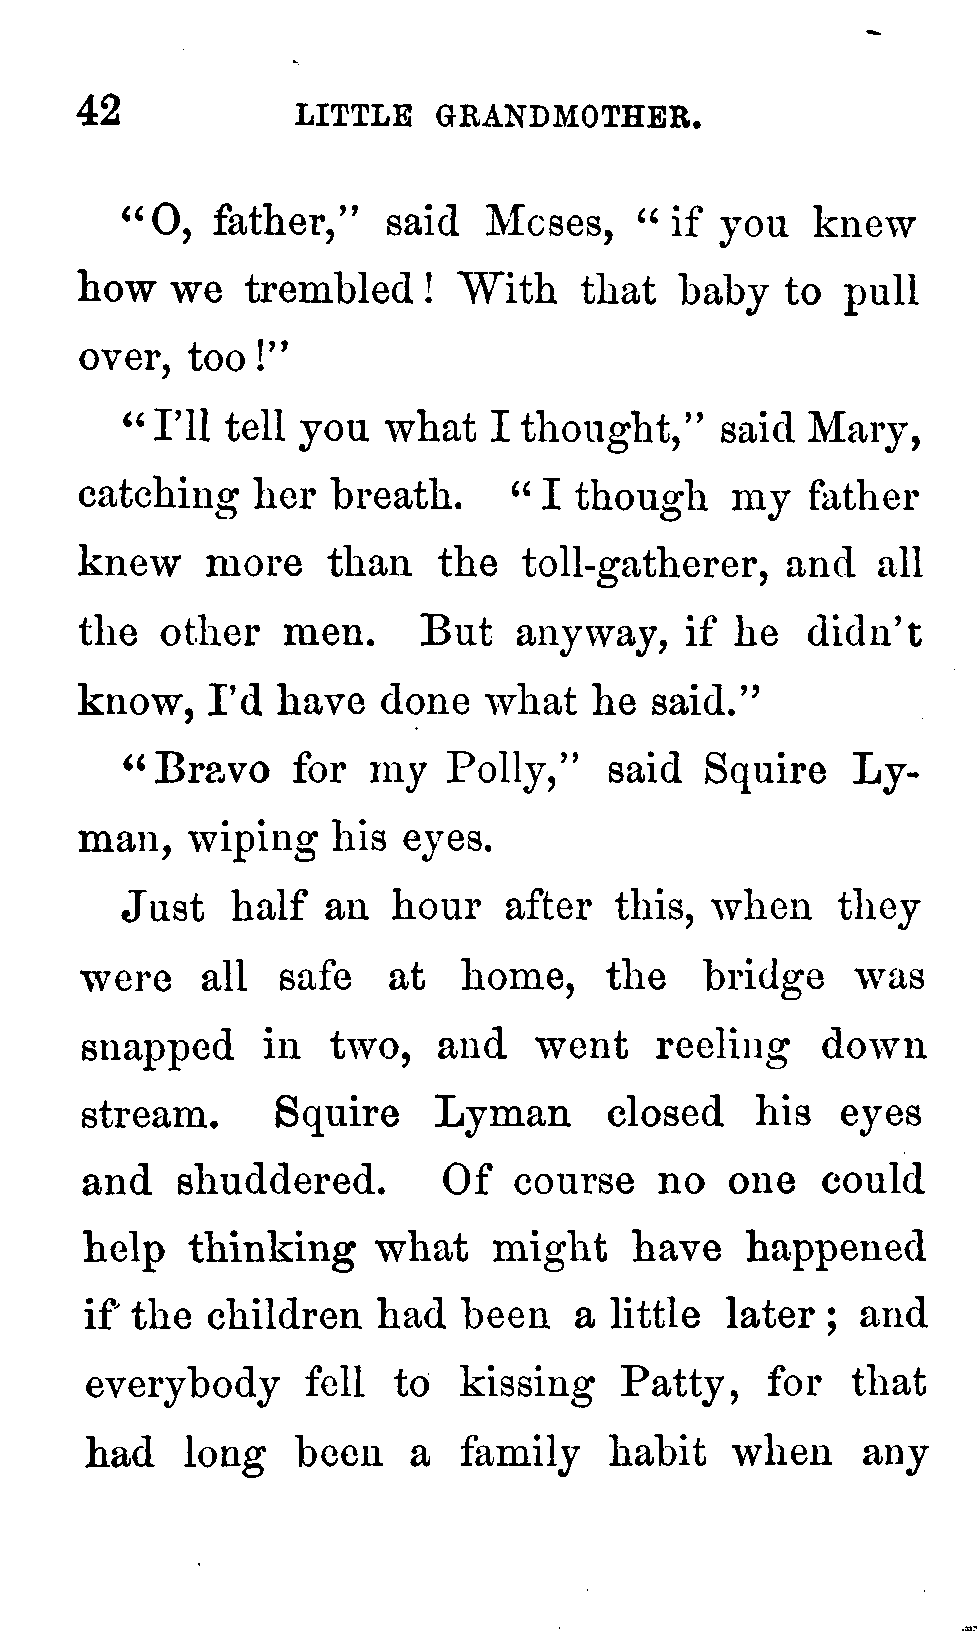 42 LITTLE GRANDMOTHER.
"O, father," said Moses, "if you knew
how we trembled! With that baby to pull
over, too!"
"I'll tell you what I thought," said Mary,
catching her breath. "I though my father
knew more than the toll-gatherer, and all
the other men. But anyway, if he didn't
know, I'd have done what he said."
"Bravo for my Polly," said Squire Ly-
man, wiping his eyes.
Just half an hour after this, when they
were all safe at home, the bridge was
snapped in two, and went reeling down
stream. Squire Lyman closed his eyes
and shuddered. Of course no one could
help thinking what might have happened
if the children had been a little later; and
everybody fell to kissing Patty, for that
had long been a family habit when any